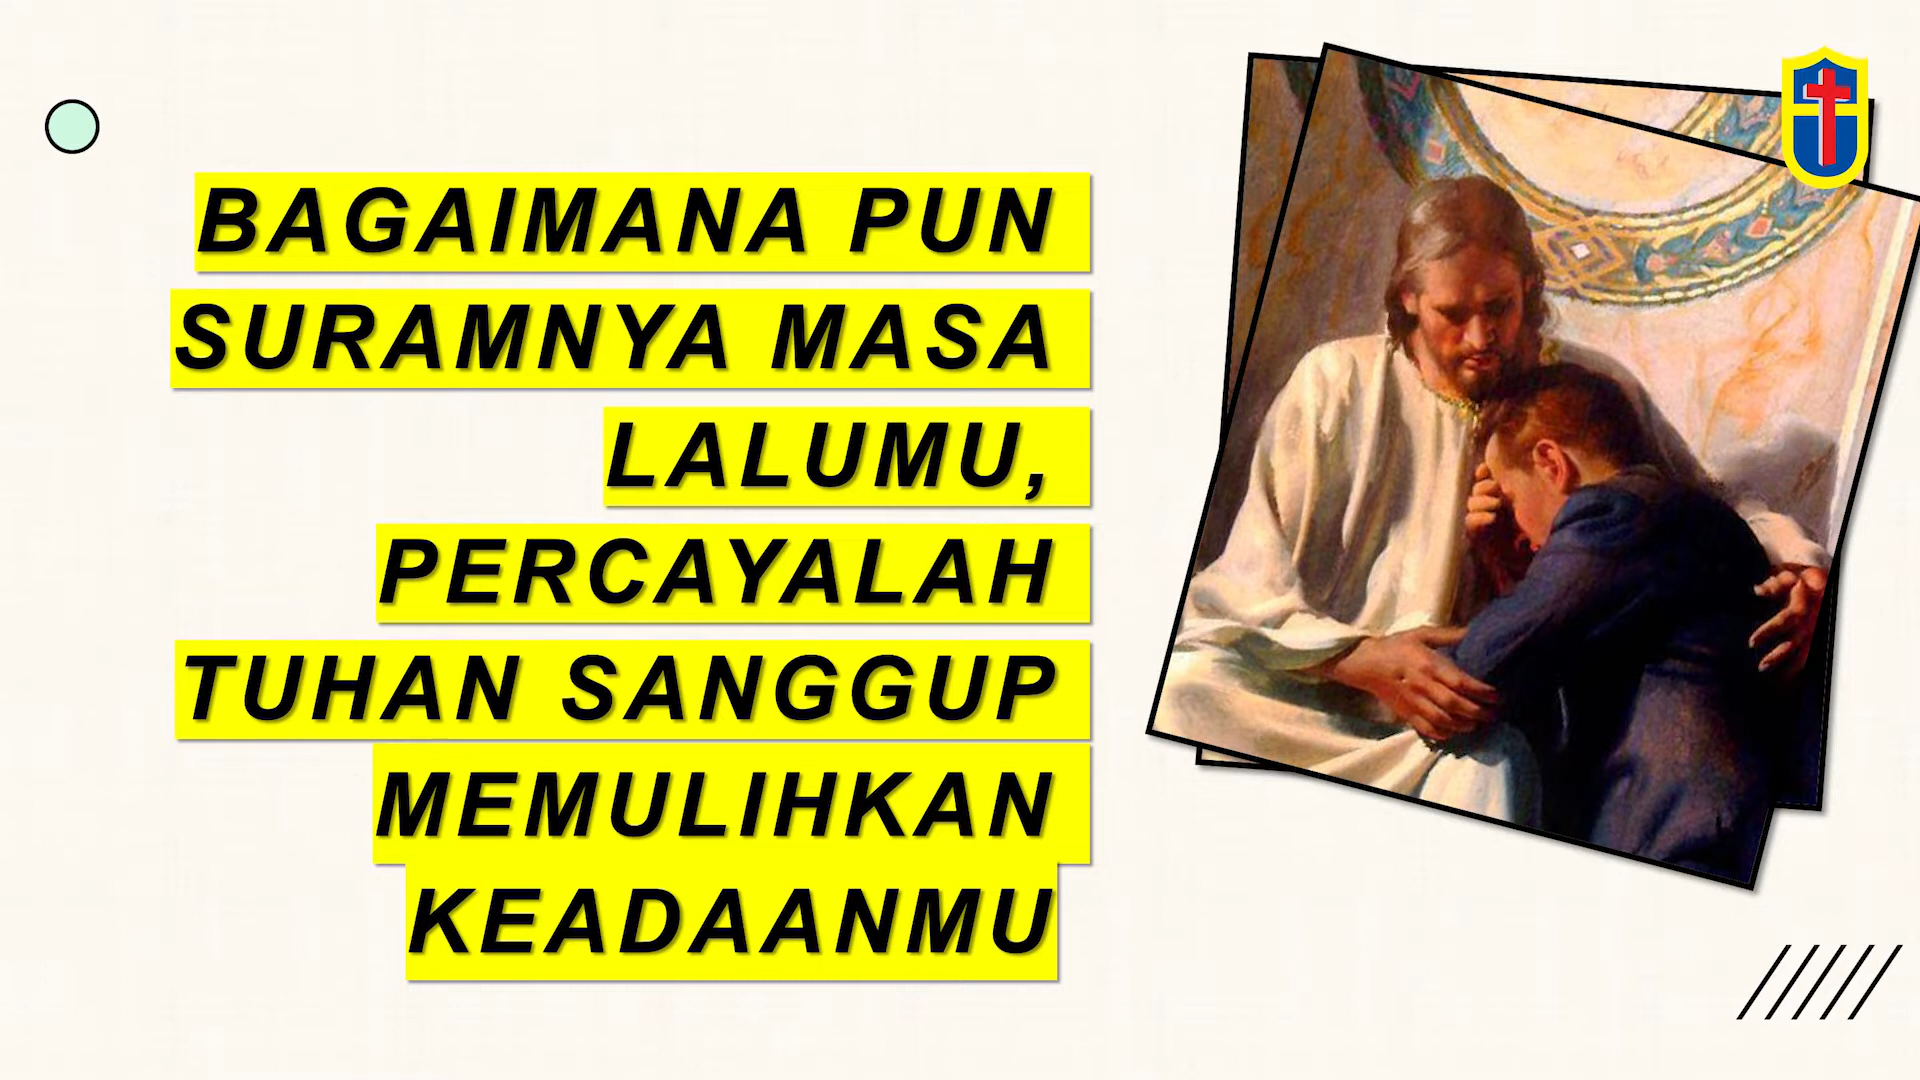 BAGAIMANA PUN
SURAMNYA MASA
LALUMU,
PERCAYALAH
TUHAN SANGGUP
MEMULIHKAN
KEADAANMU